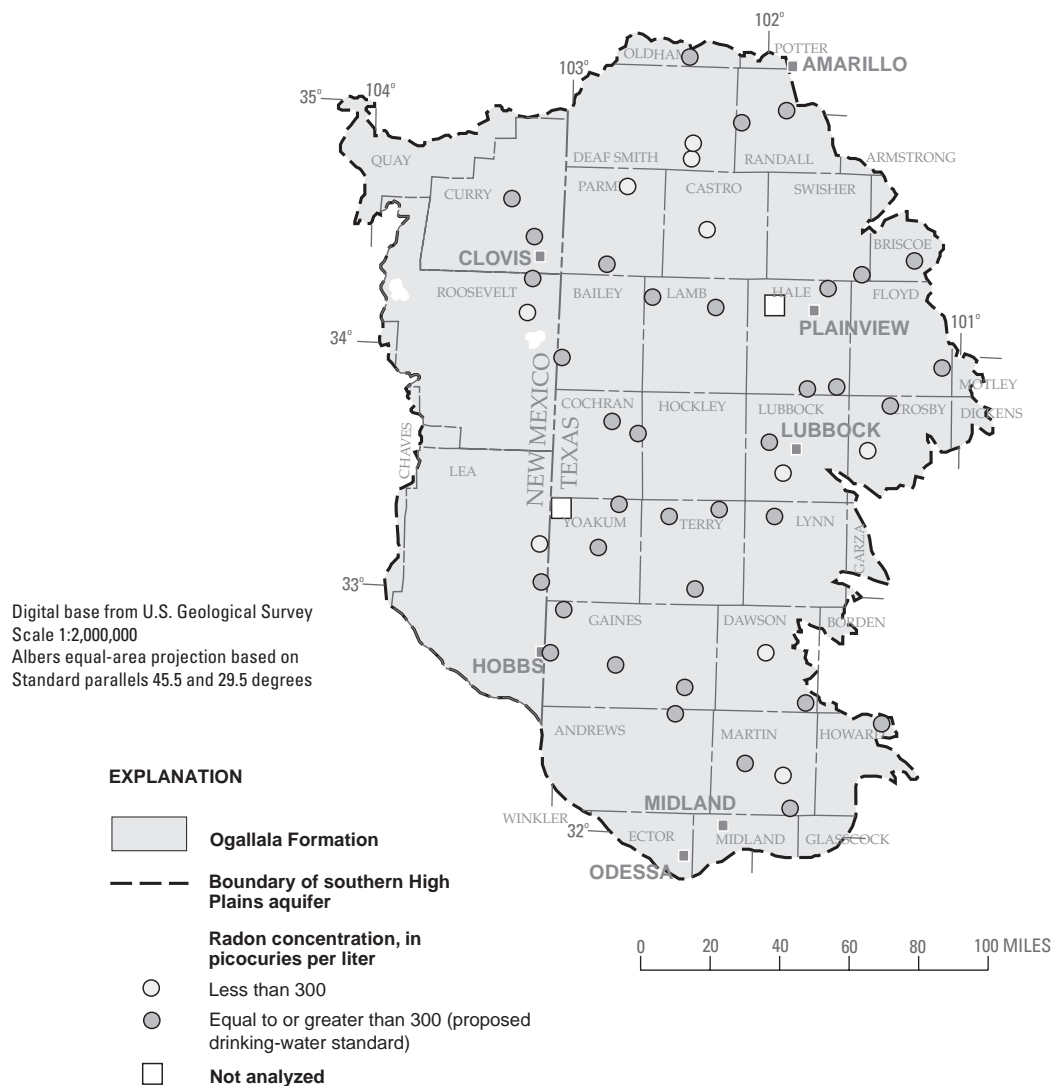 102°
OLDHAM
POTTER
AMARILLO
103°
35°
104°
QUAY
DEAF SMITH
RANDALL
ARMSTRONG
CURRY
PARM
CASTRO
SWISHER
BRISCOE
CLOVIS
ROOSEVELT
BAILEY
LAMB
HALE
FLOYD
PLAINVIEW
101°
34°
MOTLEY
COCHRAN
HOCKLEY
LUBBOCK
CROSBY
DICKENS
LUBBOCK
NEW MEXICO
TEXAS
CHAVES
LEA
YOAKUM
TERRY
LYNN
GARZA
33°
Digital base from U.S. Geological Survey
Scale 1:2,000,000
Albers equal-area projection based on
Standard parallels 45.5 and 29.5 degrees
GAINES
DAWSON
BORDEN
HOBBS
ANDREWS
MARTIN
HOWARD
MIDLAND
WINKLER
32°
ECTOR
MIDLAND
GLASSCOCK
ODESSA
EXPLANATION
Ogallala Formation
Boundary of southern High
Plains aquifer
Radon concentration, in
picocuries per liter
Less than 300
Equal to or greater than 300 (proposed
drinking-water standard)
Not analyzed
0 20 40 60 80 100 MILES